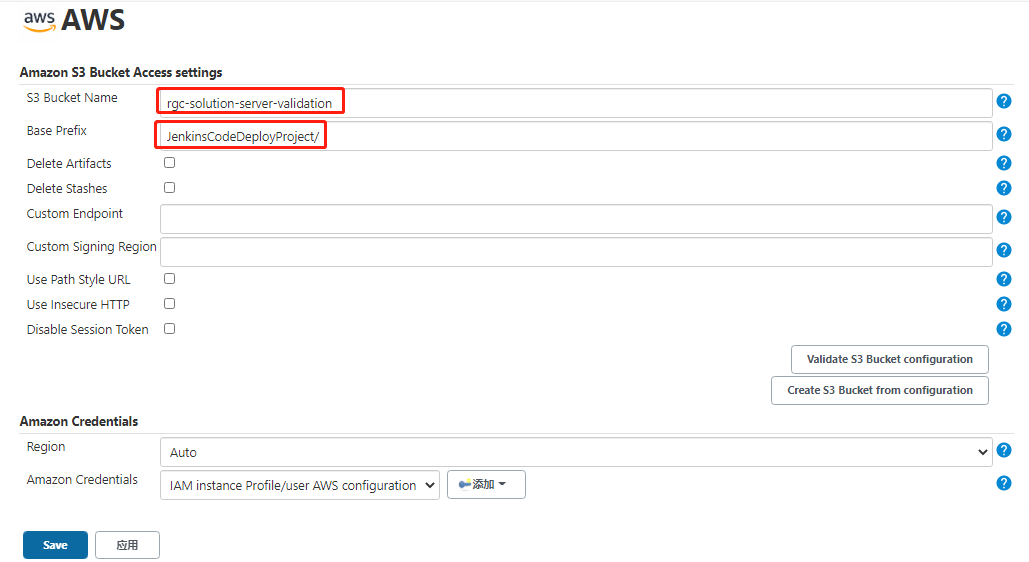 aws AWS
Amazon S3 Bucket Access settings
S3 Bucket Name rgc-solution-server-validation ?
Base Prefix JenkinsCodeDeployProject/ ?
Delete Artifacts ?
Delete Stashes ?
Custom Endpoint ?
Custom Signing Region ?
Use Path Style URL ?
Use Insecure HTTP ?
Disable Session Token ?
Validate S3 Bucket configuration
Create S3 Bucket from configuration
Amazon Credentials
Region Auto ?
Amazon Credentials IAM instance Profile/user AWS configuration 添加 ?
Save 应用